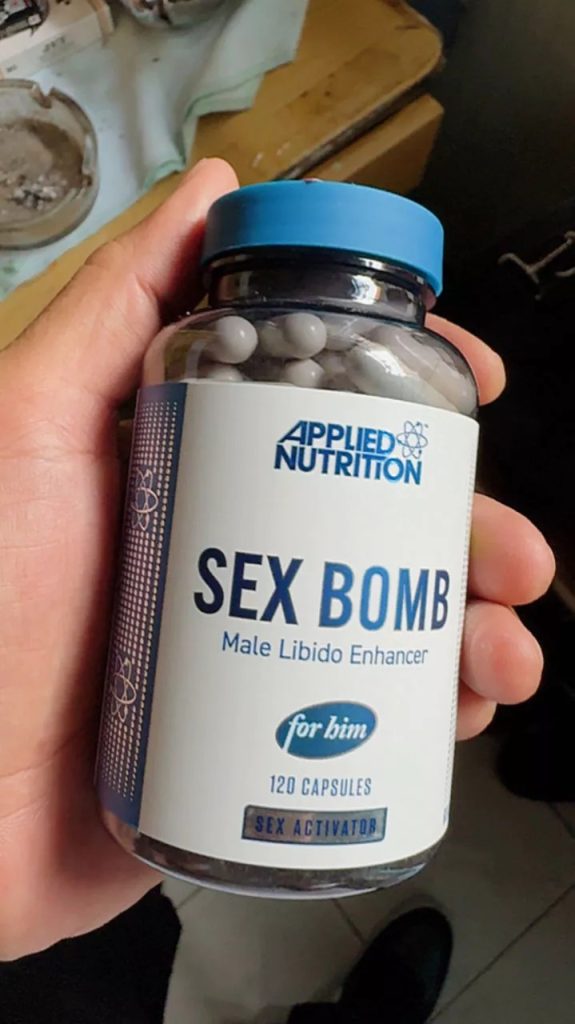 APPLIED
NUTRITION
SEX BOMB
Male Libido Enhancer
for him
120 CAPSULES
SEX ACTIVATOR